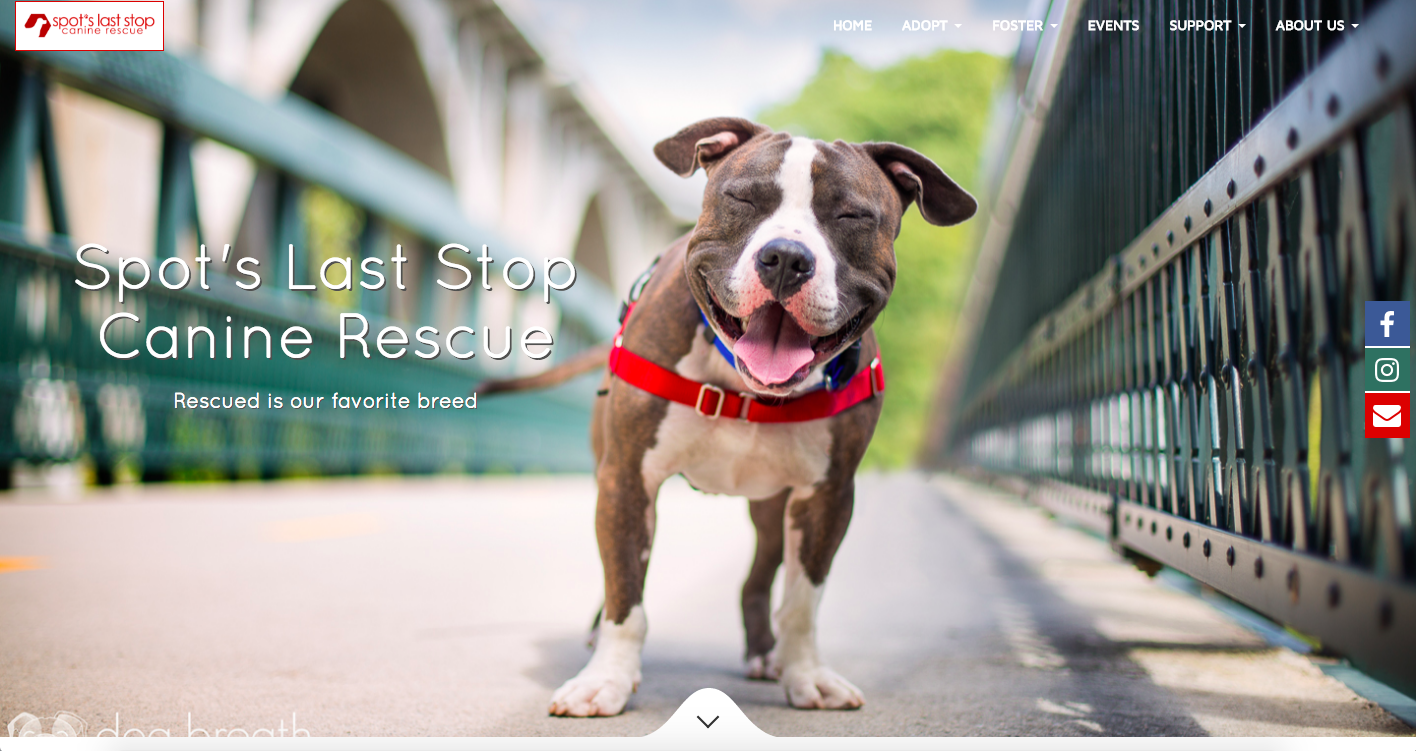 spot's last stop
canine rescue
HOME
ADOPT
FOSTER
EVENTS
SUPPORT
ABOUT US
Spot's Last Stop
Canine Rescue
Rescued is our favorite breed
dog breath